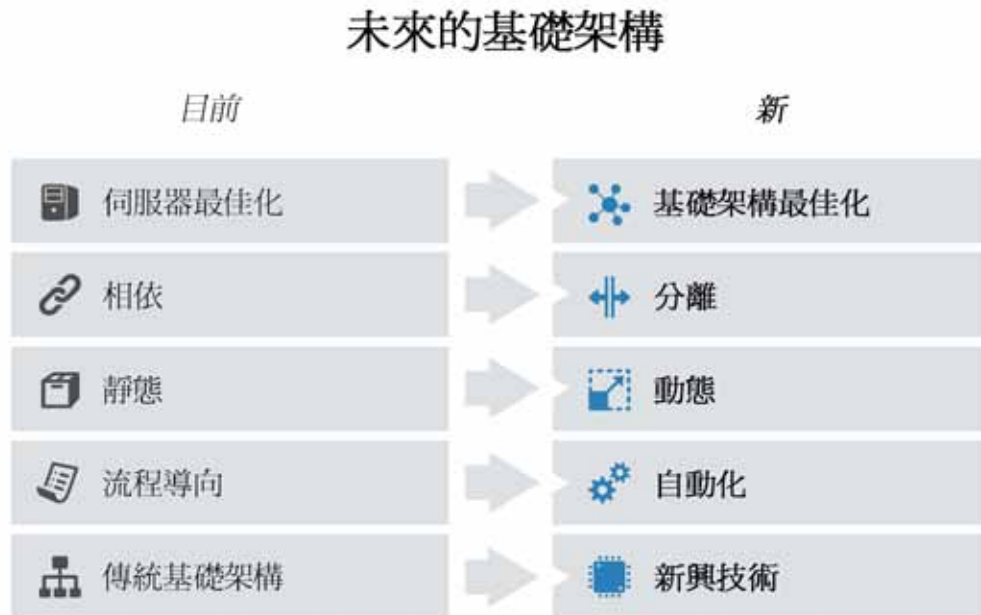 未來的基礎架構
目前
新
伺服器最佳化
基礎架構最佳化
相依
分離
靜態
動態
流程導向
自動化
傳統基礎架構
新興技術